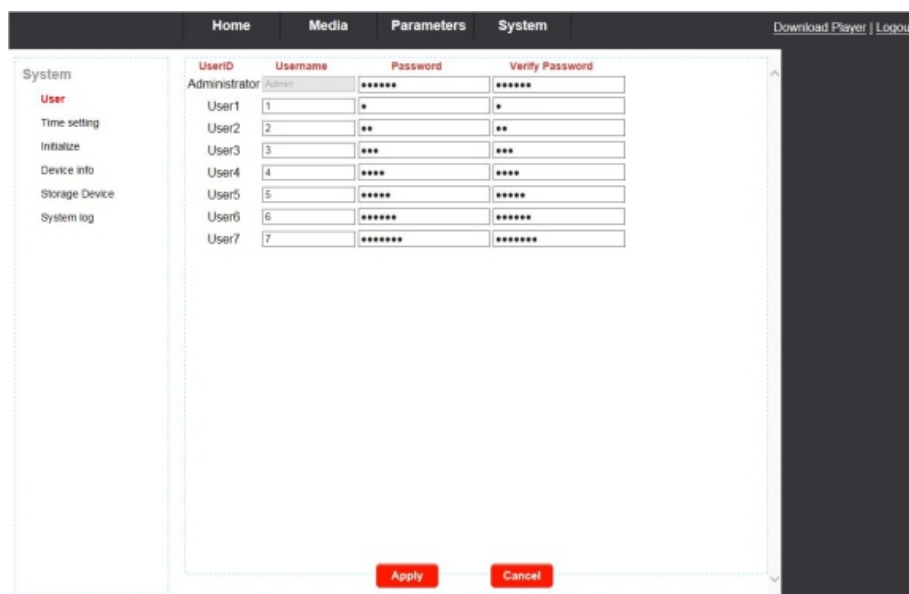 Home Media Parameters System Download Player | Logou
System
User
Time setting
Initialize
Device info
Storage Device
System log
UserID Username Password Verify Password
Administrator Admin •••••• ••••••
User1 1 • •
User2 2 •• ••
User3 3 ••• •••
User4 4 •••• ••••
User5 5 ••••• •••••
User6 6 •••••• ••••••
User7 7 ••••••• •••••••
Apply Cancel